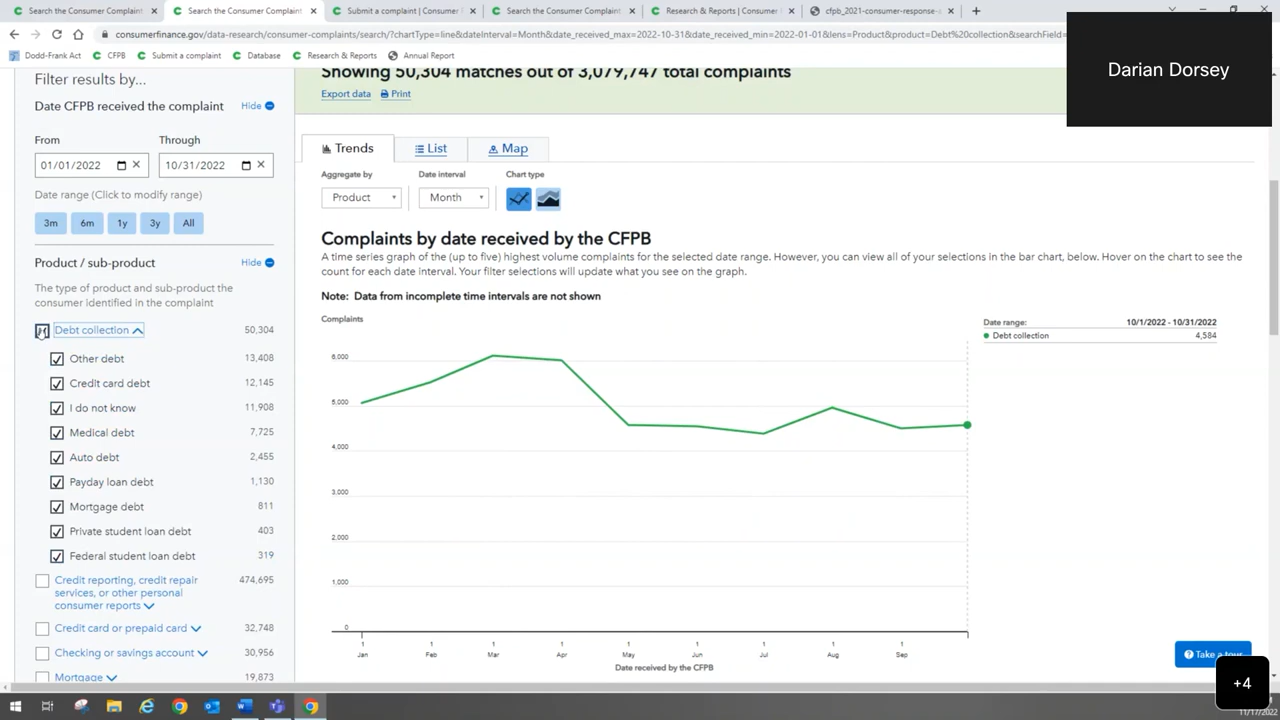 Search the Consumer Complaint
Search the Consumer Complaint
Submit a complaint | Consumer F
Search the Consumer Complaint
Research & Reports | Consumer
cfpb_2021-consumer-response-a
consumerfinance.gov/data-research/consumer-complaints/search/?chartType=line&dateInterval=Month&date_received_max=2022-10-31&date_received_min=2022-01-01&lens=Product&product=Debt%20collection&searchField=
Dodd-Frank Act
CFPB
Submit a complaint
Database
Research & Reports
Annual Report
Darian Dorsey
Filter results by...
Date CFPB received the complaint
Hide
From
Through
01/01/2022
10/31/2022
Date range (Click to modify range)
3m
6m
1y
3y
All
Product / sub-product
Hide
The type of product and sub-product the
consumer identified in the complaint
Debt collection 50,304
Other debt 13,408
Credit card debt 12,145
I do not know 11,908
Medical debt 7,725
Auto debt 2,455
Payday loan debt 1,130
Mortgage debt 811
Private student loan debt 403
Federal student loan debt 319
Credit reporting, credit repair 474,695
services, or other personal
consumer reports
Credit card or prepaid card 32,748
Checking or savings account 30,956
Mortgage 19,873
Showing 50,304 matches out of 3,079,747 total complaints
Export data
Print
Trends
List
Map
Aggregate by
Date interval
Chart type
Product
Month
Complaints by date received by the CFPB
A time series graph of the (up to five) highest volume complaints for the selected date range. However, you can view all of your selections in the bar chart, below. Hover on the chart to see the
count for each date interval. Your filter selections will update what you see on the graph.
Note: Data from incomplete time intervals are not shown
Complaints
6,000
5,000
4,000
3,000
2,000
1,000
0
1 1 1 1 1 1 1 1 1
Jan Feb Mar Apr May Jun Jul Aug Sep
Date received by the CFPB
Date range: 10/1/2022 - 10/31/2022
Debt collection 4,584
Take a tour
+4
11/17/2022